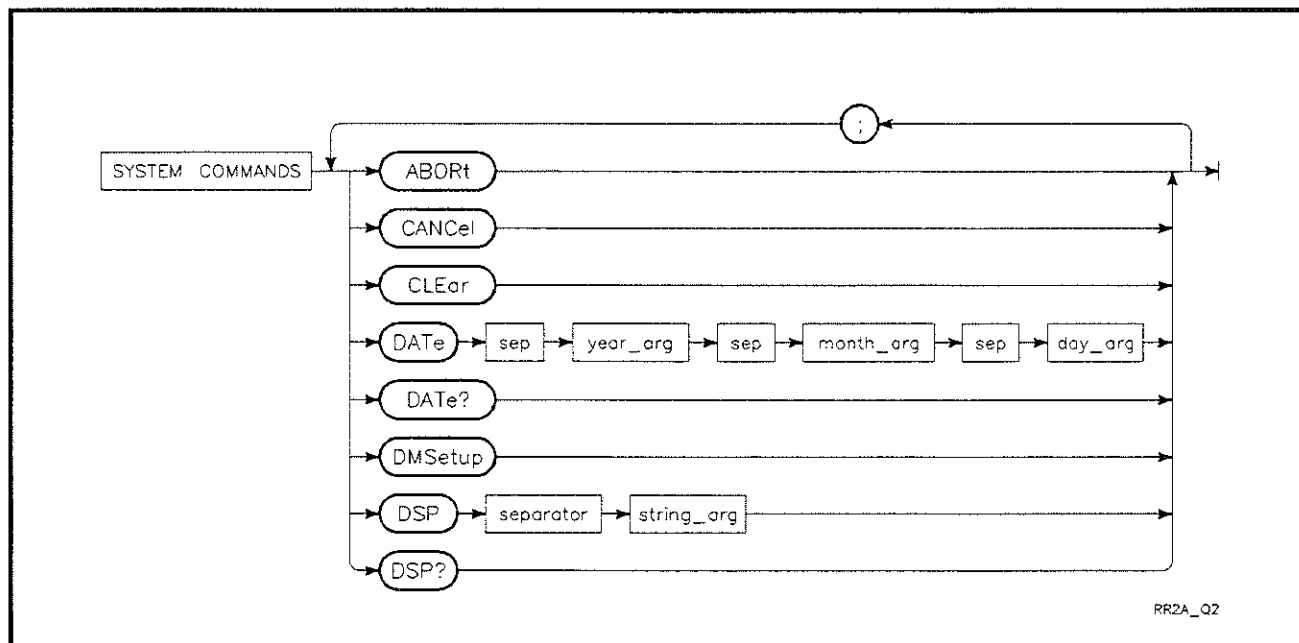 ;
SYSTEM COMMANDS
ABORt
CANCel
CLEar
DATe sep year_arg sep month_arg sep day_arg
DATe?
DMSetup
DSP separator string_arg
DSP?
RR2A_Q2